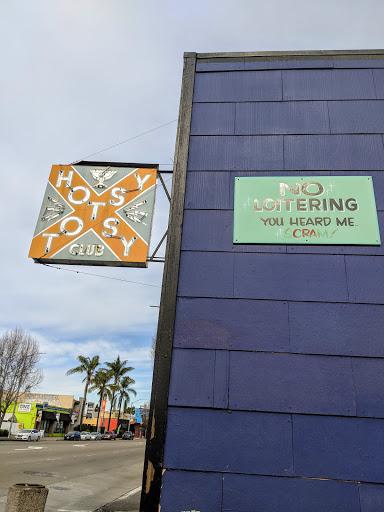 HOTSY
TOTSY
CLUB
NO
LOITERING
YOU HEARD ME..
SCRAM!